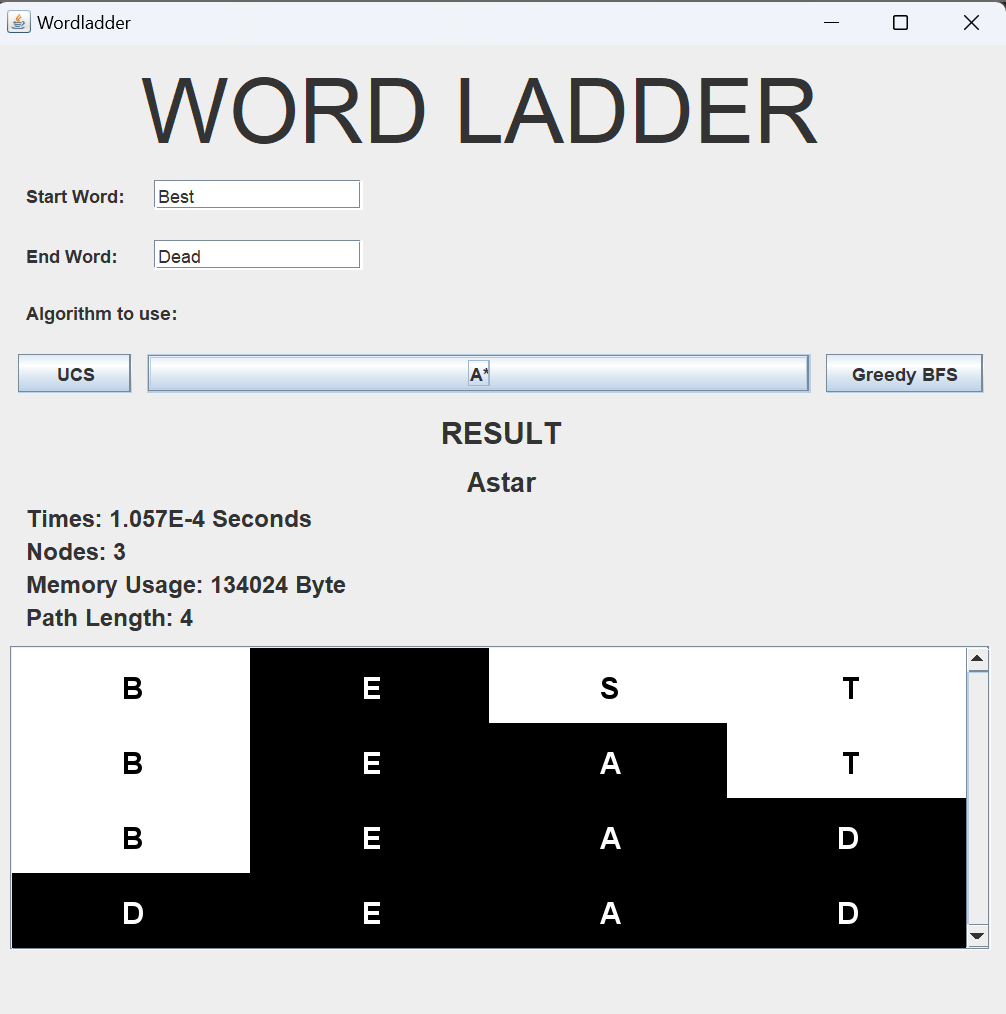 Wordladder
WORD LADDER
Start Word: Best
End Word: Dead
Algorithm to use:
UCS A* Greedy BFS
RESULT
Astar
Times: 1.057E-4 Seconds
Nodes: 3
Memory Usage: 134024 Byte
Path Length: 4
B E S T
B E A T
B E A D
D E A D